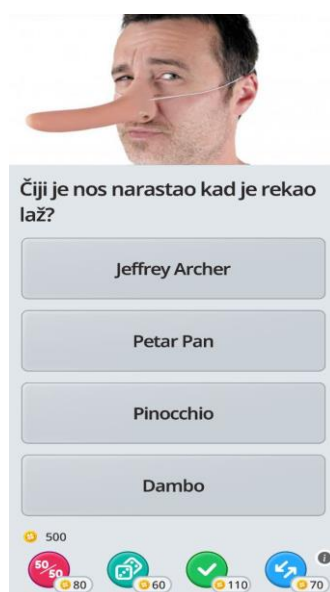 Čiji je nos narastao kad je rekao
laž?
Jeffrey Archer
Petar Pan
Pinocchio
Dambo
500
50/50
80
60
110
70